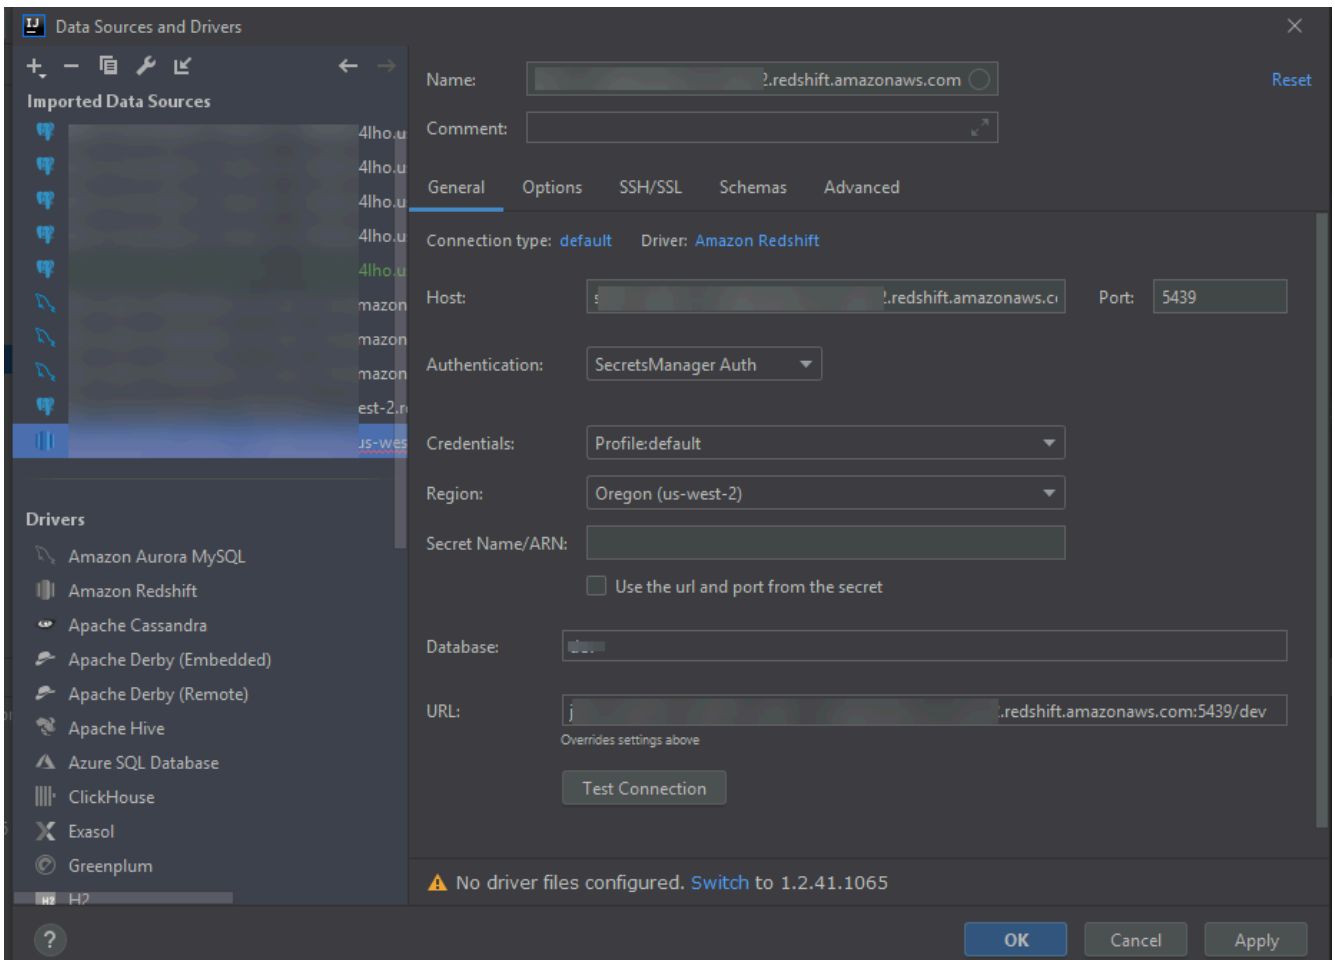 IJ Data Sources and Drivers
Name: 2.redshift.amazonaws.com Reset
Imported Data Sources
Comment:
4lho.u
4lho.u
4lho.u
4lho.u
4lho.u
mazon
mazon
mazon
est-2.r
us-wes
General Options SSH/SSL Schemas Advanced
Connection type: default Driver: Amazon Redshift
Host: s .redshift.amazonaws.c Port: 5439
Authentication: SecretsManager Auth
Credentials: Profile:default
Region: Oregon (us-west-2)
Secret Name/ARN:
Use the url and port from the secret
Database:
URL: j .redshift.amazonaws.com:5439/dev
Overrides settings above
Test Connection
Drivers
Amazon Aurora MySQL
Amazon Redshift
Apache Cassandra
Apache Derby (Embedded)
Apache Derby (Remote)
Apache Hive
Azure SQL Database
ClickHouse
Exasol
Greenplum
H2 H2
No driver files configured. Switch to 1.2.41.1065
? OK Cancel Apply